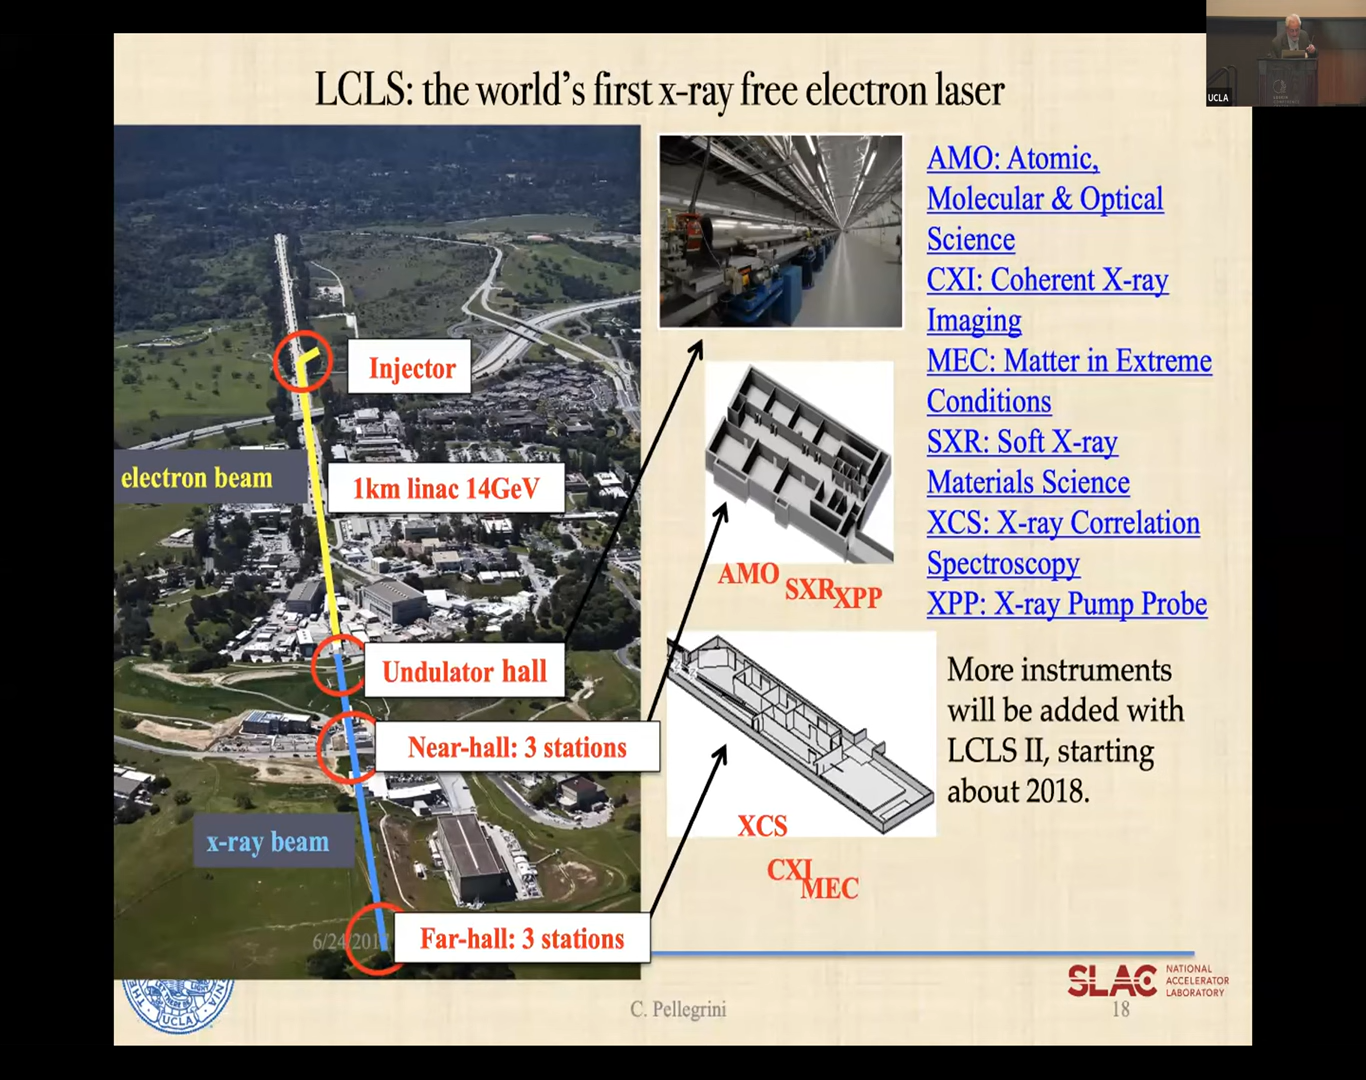 LCLS: the world's first x-ray free electron laser
UCLA
Injector
electron beam
1km linac 14GeV
Undulator hall
Near-hall: 3 stations
x-ray beam
Far-hall: 3 stations
AMO
SXR
XPP
XCS
CXI
MEC
AMO: Atomic,
Molecular & Optical
Science
CXI: Coherent X-ray
Imaging
MEC: Matter in Extreme
Conditions
SXR: Soft X-ray
Materials Science
XCS: X-ray Correlation
Spectroscopy
XPP: X-ray Pump Probe
More instruments
will be added with
LCLS II, starting
about 2018.
UCLA
C. Pellegrini
SLAC
NATIONAL
ACCELERATOR
LABORATORY
18